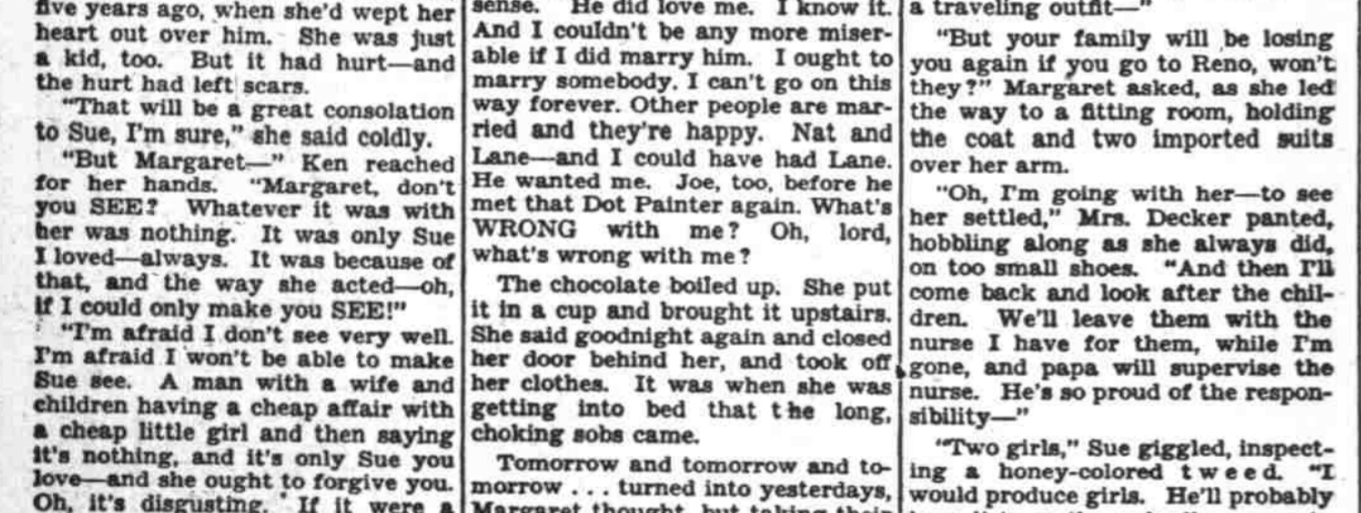 five years ago, when she'd wept her
heart out over him. She was just
a kid, too. But it had hurt—and
the hurt had left scars.
"That will be a great consolation
to Sue, I'm sure," she said coldly.
"But Margaret—" Ken reached
for her hands. "Margaret, don't
you SEE? Whatever it was with
her was nothing. It was only Sue
I loved—always. It was because of
that, and the way she acted—oh,
if I could only make you SEE!"
"I'm afraid I don't see very well.
I'm afraid I won't be able to make
Sue see. A man with a wife and
children having a cheap affair with
a cheap little girl and then saying
it's nothing, and it's only Sue you
love—and she ought to forgive you.
Oh, it's disgusting. If it were a
sense. "He did love me. I know it.
And I couldn't be any more miser-
able if I did marry him. I ought to
marry somebody. I can't go on this
way forever. Other people are mar-
ried and they're happy. Nat and
Lane—and I could have had Lane.
He wanted me. Joe, too, before he
met that Dot Painter again. What's
WRONG with me? Oh, lord,
what's wrong with me?
The chocolate boiled up. She put
it in a cup and brought it upstairs.
She said goodnight again and closed
her door behind her, and took off
her clothes. It was when she was
getting into bed that the long,
choking sobs came.
Tomorrow and tomorrow and to-
morrow . . . turned into yesterdays,
Margaret thought, but taking their
a traveling outfit—"
"But your family will be losing
you again if you go to Reno, won't
they?" Margaret asked, as she led
the way to a fitting room, holding
the coat and two imported suits
over her arm.
"Oh, I'm going with her—to see
her settled," Mrs. Decker panted,
hobbling along as she always did,
on too small shoes. "And then I'll
come back and look after the chil-
dren. We'll leave them with the
nurse I have for them, while I'm
gone, and papa will supervise the
nurse. He's so proud of the respon-
sibility—"
"Two girls," Sue giggled, inspect-
ing a honey-colored tweed. "I
would produce girls. He'll probably